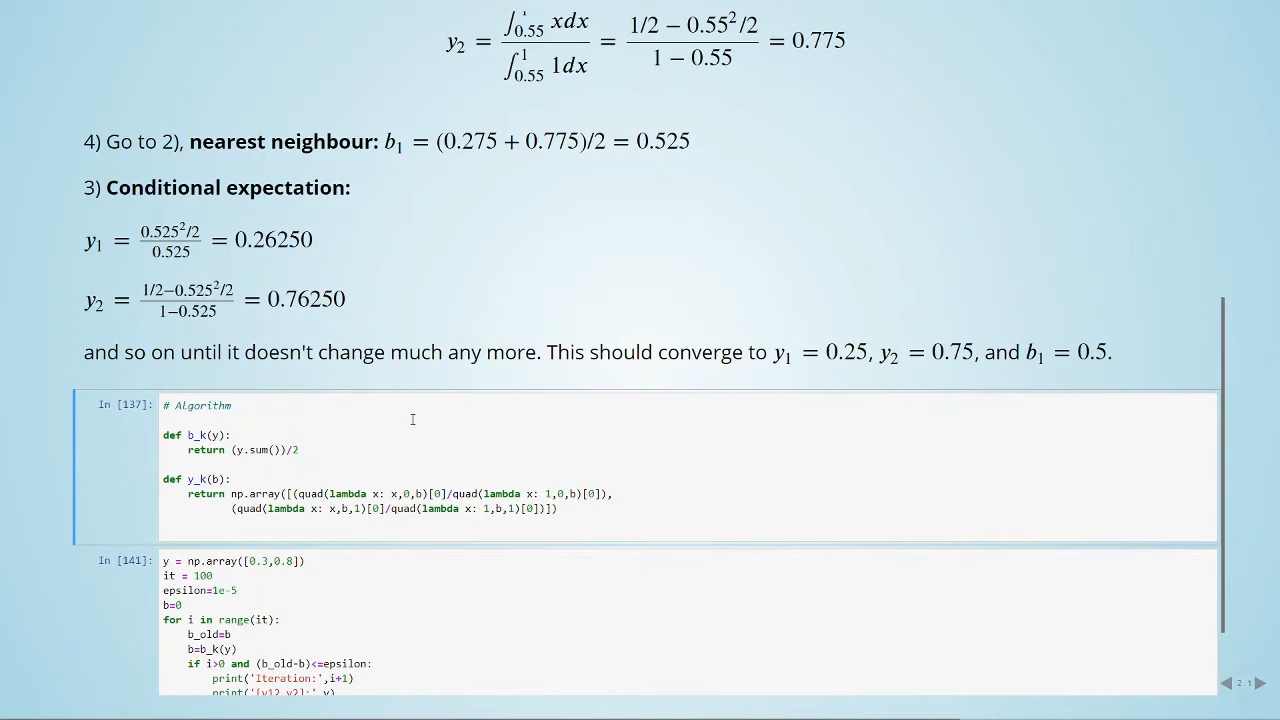 y₂ = ∫₀.₅₅¹ xdx / ∫₀.₅₅¹ 1dx = (1/2 − 0.55²/2) / (1 − 0.55) = 0.775
4) Go to 2), nearest neighbour: b₁ = (0.275 + 0.775)/2 = 0.525
3) Conditional expectation:
y₁ = (0.525²/2) / 0.525 = 0.26250
y₂ = (1/2−0.525²/2) / (1−0.525) = 0.76250
and so on until it doesn't change much any more. This should converge to y₁ = 0.25, y₂ = 0.75, and b₁ = 0.5.
In [137]: # Algorithm
def b_k(y):
return (y.sum())/2
def y_k(b):
return np.array([(quad(lambda x: x,0,b)[0]/quad(lambda x: 1,0,b)[0]),
(quad(lambda x: x,b,1)[0]/quad(lambda x: 1,b,1)[0])])
In [141]: y = np.array([0.3,0.8])
it = 100
epsilon=1e-5
b=0
for i in range(it):
b_old=b
b=b_k(y)
if i>0 and (b_old-b)<=epsilon:
print('Iteration:',i+1)
print('[y12,y2]:',y)
2.1